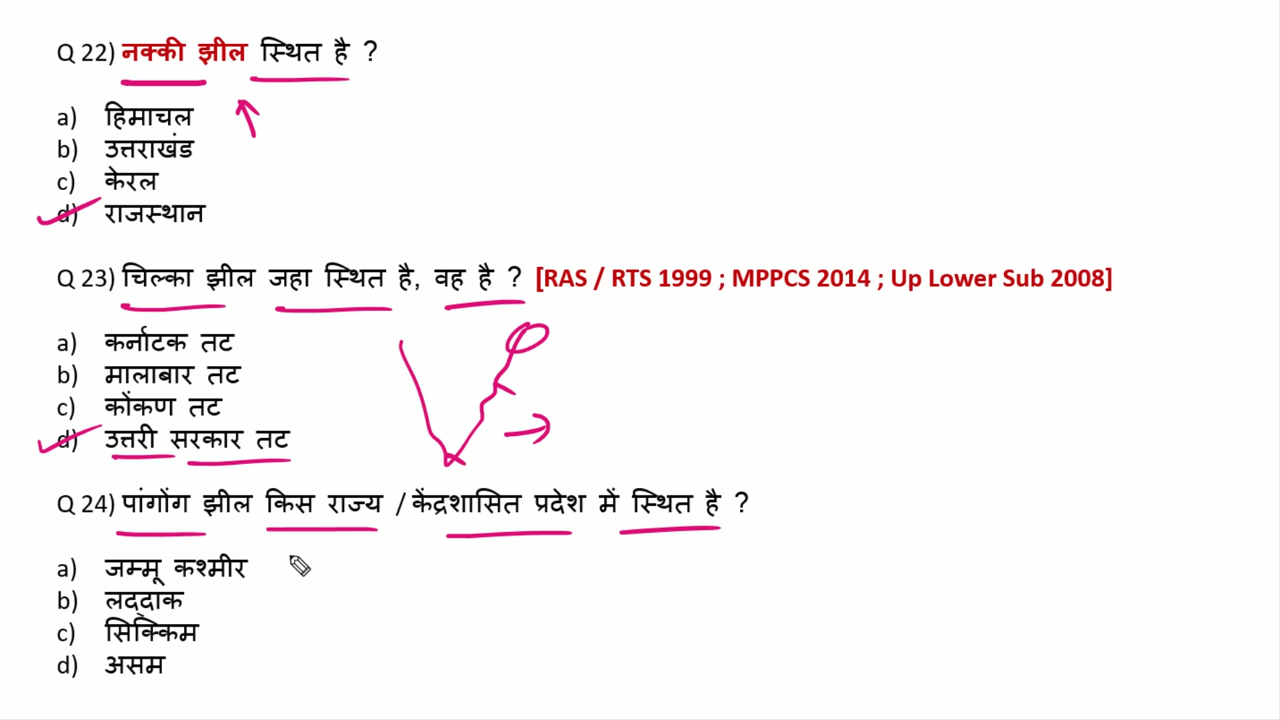 Q 22) नक्की झील स्थित है ?
a) हिमाचल
b) उत्तराखंड
c) केरल
d) राजस्थान
Q 23) चिल्का झील जहा स्थित है, वह है ? [RAS / RTS 1999 ; MPPCS 2014 ; Up Lower Sub 2008]
a) कर्नाटक तट
b) मालाबार तट
c) कोंकण तट
d) उत्तरी सरकार तट
Q 24) पांगोंग झील किस राज्य / केंद्रशासित प्रदेश में स्थित है ?
a) जम्मू कश्मीर
b) लद्दाक
c) सिक्किम
d) असम